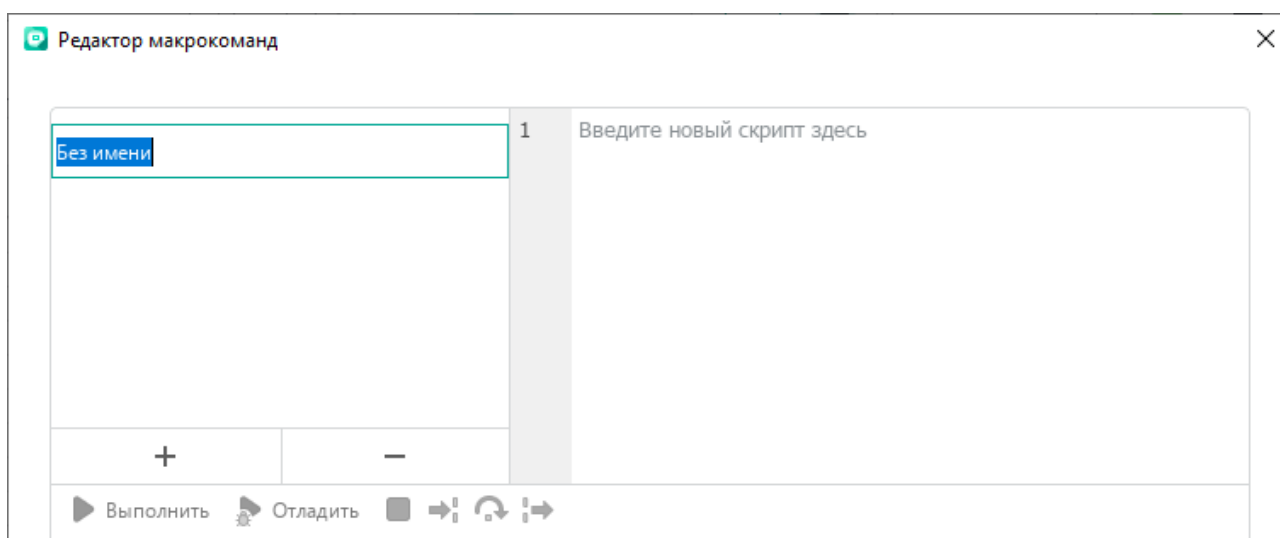 Редактор макрокоманд
Без имени
1 Введите новый скрипт здесь
+ −
Выполнить Отладить